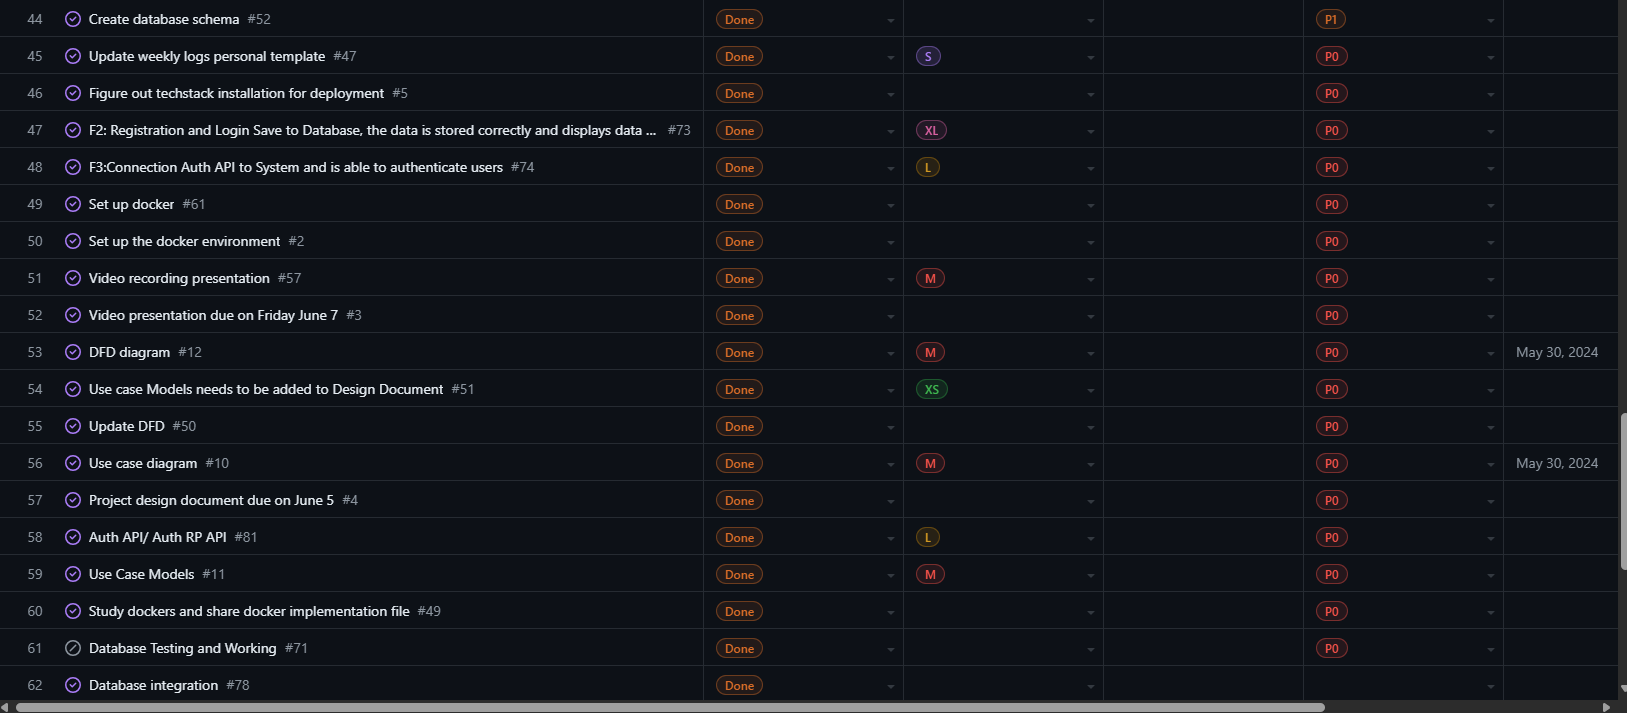 44 Create database schema #52 Done P1
45 Update weekly logs personal template #47 Done S P0
46 Figure out techstack installation for deployment #5 Done P0
47 F2: Registration and Login Save to Database, the data is stored correctly and displays data ... #73 Done XL P0
48 F3:Connection Auth API to System and is able to authenticate users #74 Done L P0
49 Set up docker #61 Done P0
50 Set up the docker environment #2 Done P0
51 Video recording presentation #57 Done M P0
52 Video presentation due on Friday June 7 #3 Done P0
53 DFD diagram #12 Done M P0 May 30, 2024
54 Use case Models needs to be added to Design Document #51 Done XS P0
55 Update DFD #50 Done P0
56 Use case diagram #10 Done M P0 May 30, 2024
57 Project design document due on June 5 #4 Done P0
58 Auth API/ Auth RP API #81 Done L P0
59 Use Case Models #11 Done M P0
60 Study dockers and share docker implementation file #49 Done P0
61 Database Testing and Working #71 Done P0
62 Database integration #78 Done